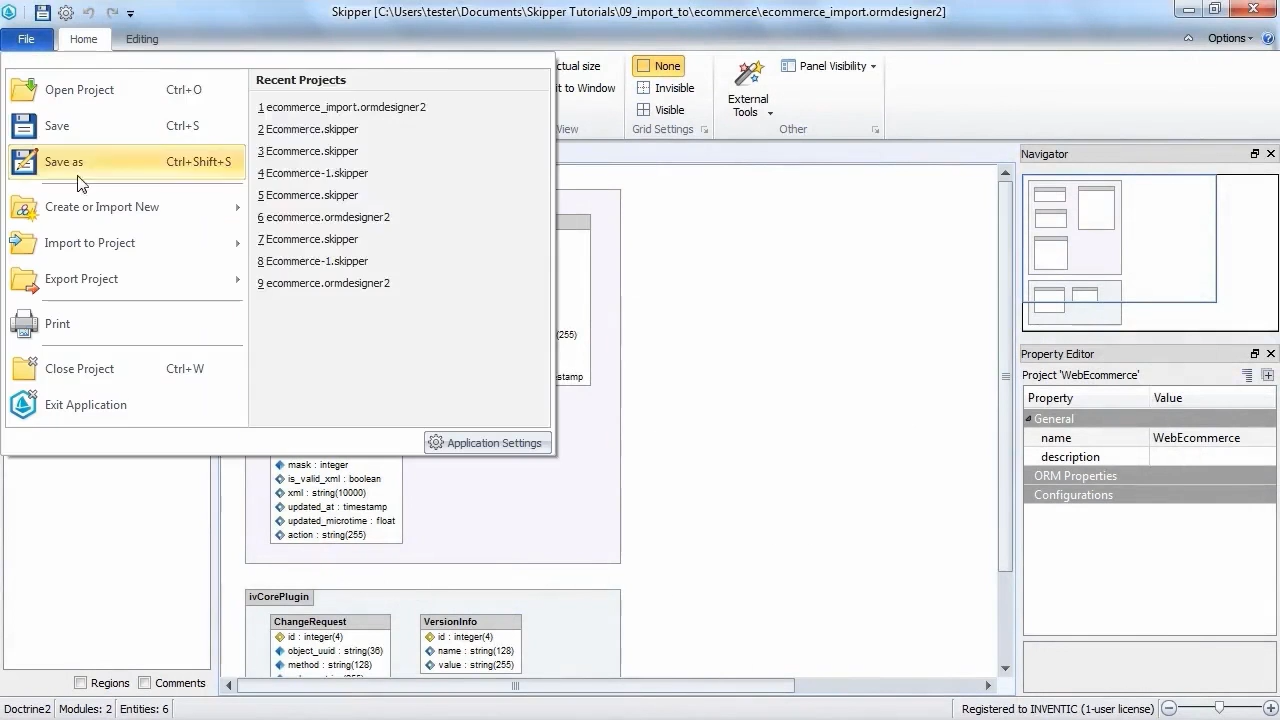 Skipper [C:\Users\tester\Documents\Skipper Tutorials\09_import_to\ecommerce\ecommerce_import.ormdesigner2]
File Home Editing Options
Open Project Ctrl+O
Save Ctrl+S
Save as Ctrl+Shift+S
Create or Import New
Import to Project
Export Project
Print
Close Project Ctrl+W
Exit Application
Recent Projects
1 ecommerce_import.ormdesigner2
2 Ecommerce.skipper
3 Ecommerce.skipper
4 Ecommerce-1.skipper
5 Ecommerce.skipper
6 ecommerce.ormdesigner2
7 Ecommerce.skipper
8 Ecommerce-1.skipper
9 ecommerce.ormdesigner2
Application Settings
ctual size
t to Window
View
None
Invisible
Visible
Grid Settings
External
Tools
Panel Visibility
Other
(255)
stamp
mask : integer
is_valid_xml : boolean
xml : string(10000)
updated_at : timestamp
updated_microtime : float
action : string(255)
ivCorePlugin
ChangeRequest
id : integer(4)
object_uuid : string(36)
method : string(128)
VersionInfo
id : integer(4)
name : string(128)
value : string(255)
Navigator
Property Editor
Project 'WebEcommerce'
Property Value
General
name WebEcommerce
description
ORM Properties
Configurations
Regions Comments
Doctrine2 Modules: 2 Entities: 6 Registered to INVENTIC (1-user license)